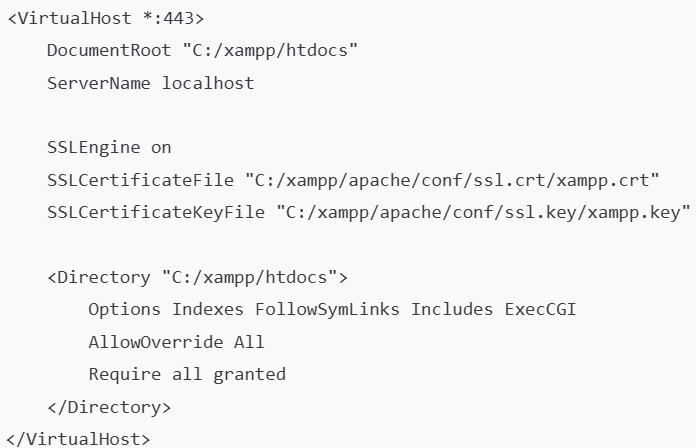 <VirtualHost *:443>
    DocumentRoot "C:/xampp/htdocs"
    ServerName localhost

    SSLEngine on
    SSLCertificateFile "C:/xampp/apache/conf/ssl.crt/xampp.crt"
    SSLCertificateKeyFile "C:/xampp/apache/conf/ssl.key/xampp.key"

    <Directory "C:/xampp/htdocs">
        Options Indexes FollowSymLinks Includes ExecCGI
        AllowOverride All
        Require all granted
    </Directory>
</VirtualHost>